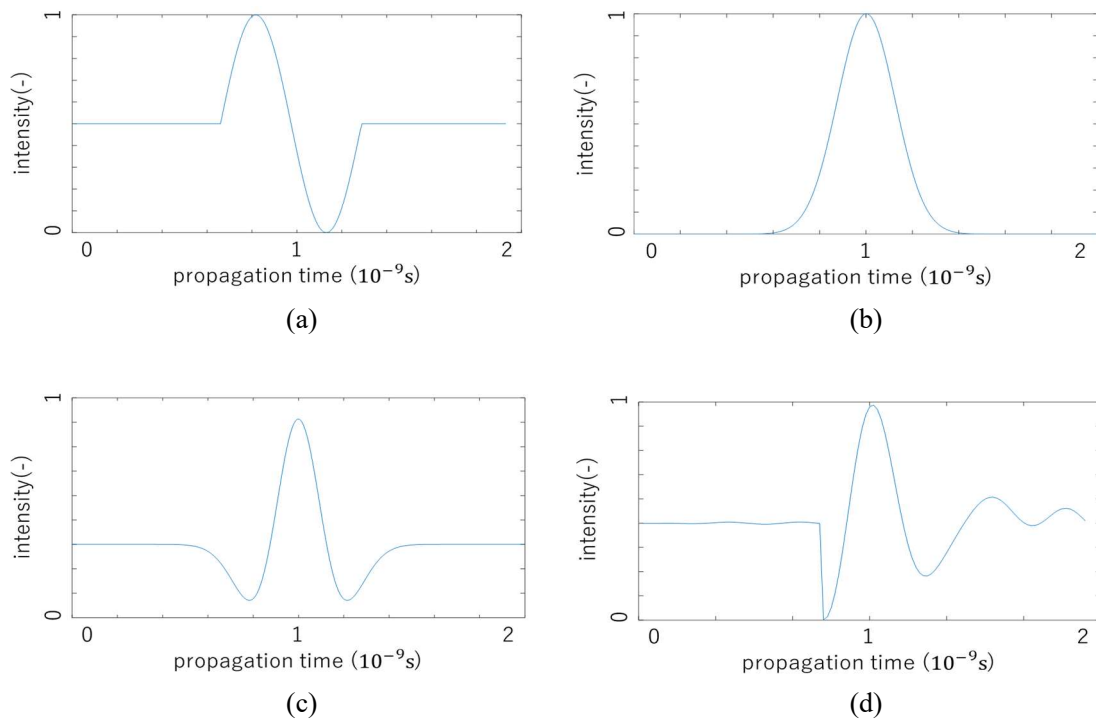 1
intensity(-)
0
0 1 2
propagation time (10⁻⁹s)
(a)
1
intensity(-)
0
0 1 2
propagation time (10⁻⁹s)
(b)
1
intensity(-)
0
0 1 2
propagation time (10⁻⁹s)
(c)
1
intensity(-)
0
0 1 2
propagation time (10⁻⁹s)
(d)